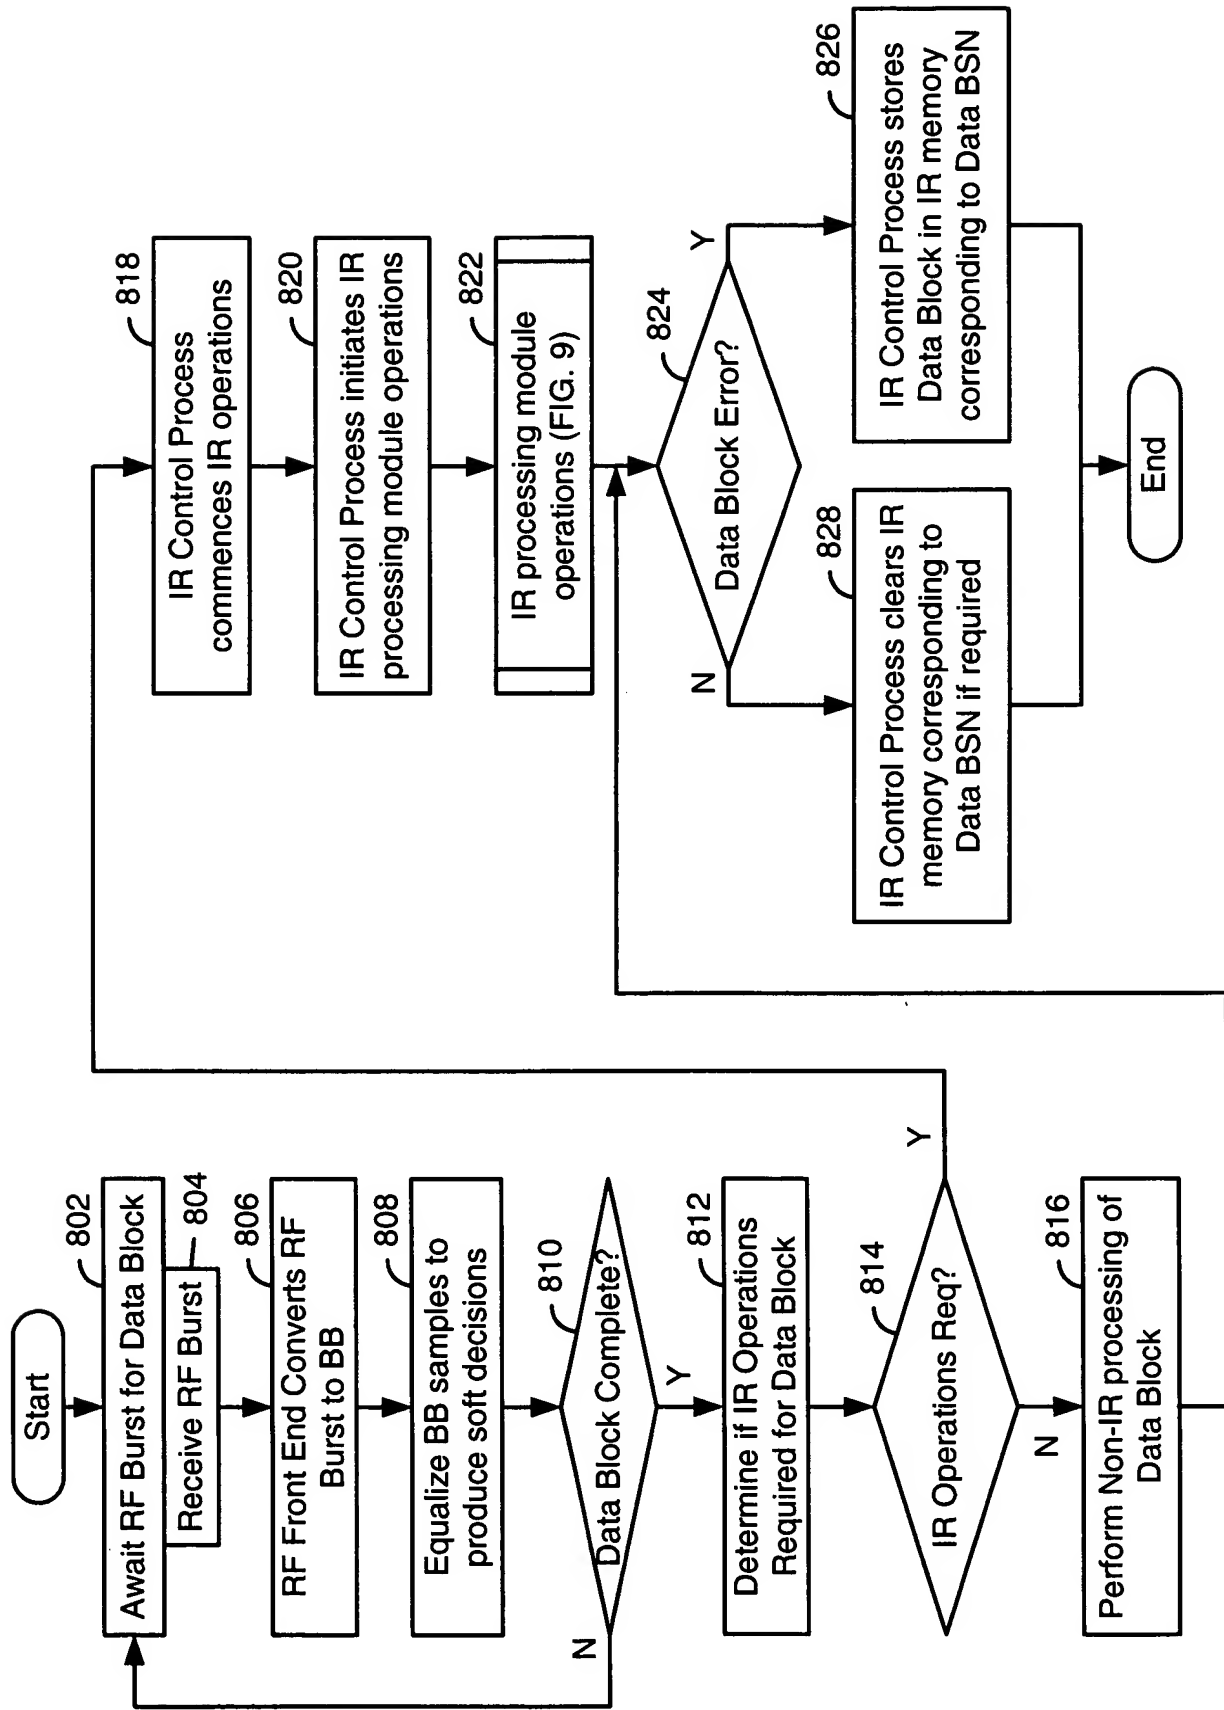 Start
802
Await RF Burst for Data Block
804
Receive RF Burst
806
RF Front End Converts RF
Burst to BB
808
Equalize BB samples to
produce soft decisions
810
Data Block Complete?
N
Y
812
Determine if IR Operations
Required for Data Block
814
IR Operations Req?
Y
N
816
Perform Non-IR processing of
Data Block
818
IR Control Process
commences IR operations
820
IR Control Process initiates IR
processing module operations
822
IR processing module
operations (FIG. 9)
824
Data Block Error?
N
Y
828
IR Control Process clears IR
memory corresponding to
Data BSN if required
826
IR Control Process stores
Data Block in IR memory
corresponding to Data BSN
End